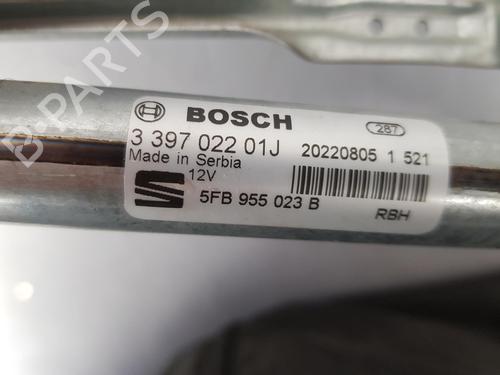 B-PARTS
BOSCH
287
3 397 022 01J 20220805 1 521
Made in Serbia
12V
5FB 955 023 B
RBH